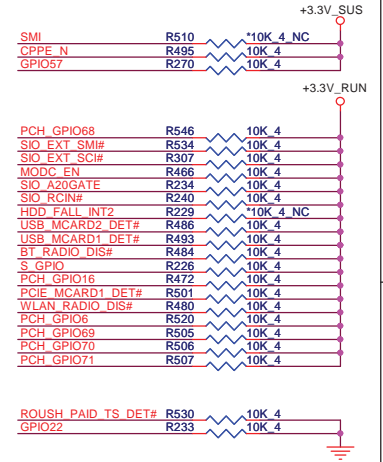 +3.3V_SUS
SMI R510 *10K_4_NC
CPPE_N R495 10K_4
GPIO57 R270 10K_4
+3.3V_RUN
PCH_GPIO68 R546 10K_4
SIO_EXT_SMI# R534 10K_4
SIO_EXT_SCI# R307 10K_4
MODC_EN R466 10K_4
SIO_A20GATE R234 10K_4
SIO_RCIN# R240 10K_4
HDD_FALL_INT2 R229 *10K_4_NC
USB_MCARD2_DET# R486 10K_4
USB_MCARD1_DET# R493 10K_4
BT_RADIO_DIS# R484 10K_4
S_GPIO R226 10K_4
PCH_GPIO16 R472 10K_4
PCIE_MCARD1_DET# R501 10K_4
WLAN_RADIO_DIS# R480 10K_4
PCH_GPIO6 R520 10K_4
PCH_GPIO69 R505 10K_4
PCH_GPIO70 R506 10K_4
PCH_GPIO71 R507 10K_4
ROUSH_PAID_TS_DET# R530 10K_4
GPIO22 R233 10K_4